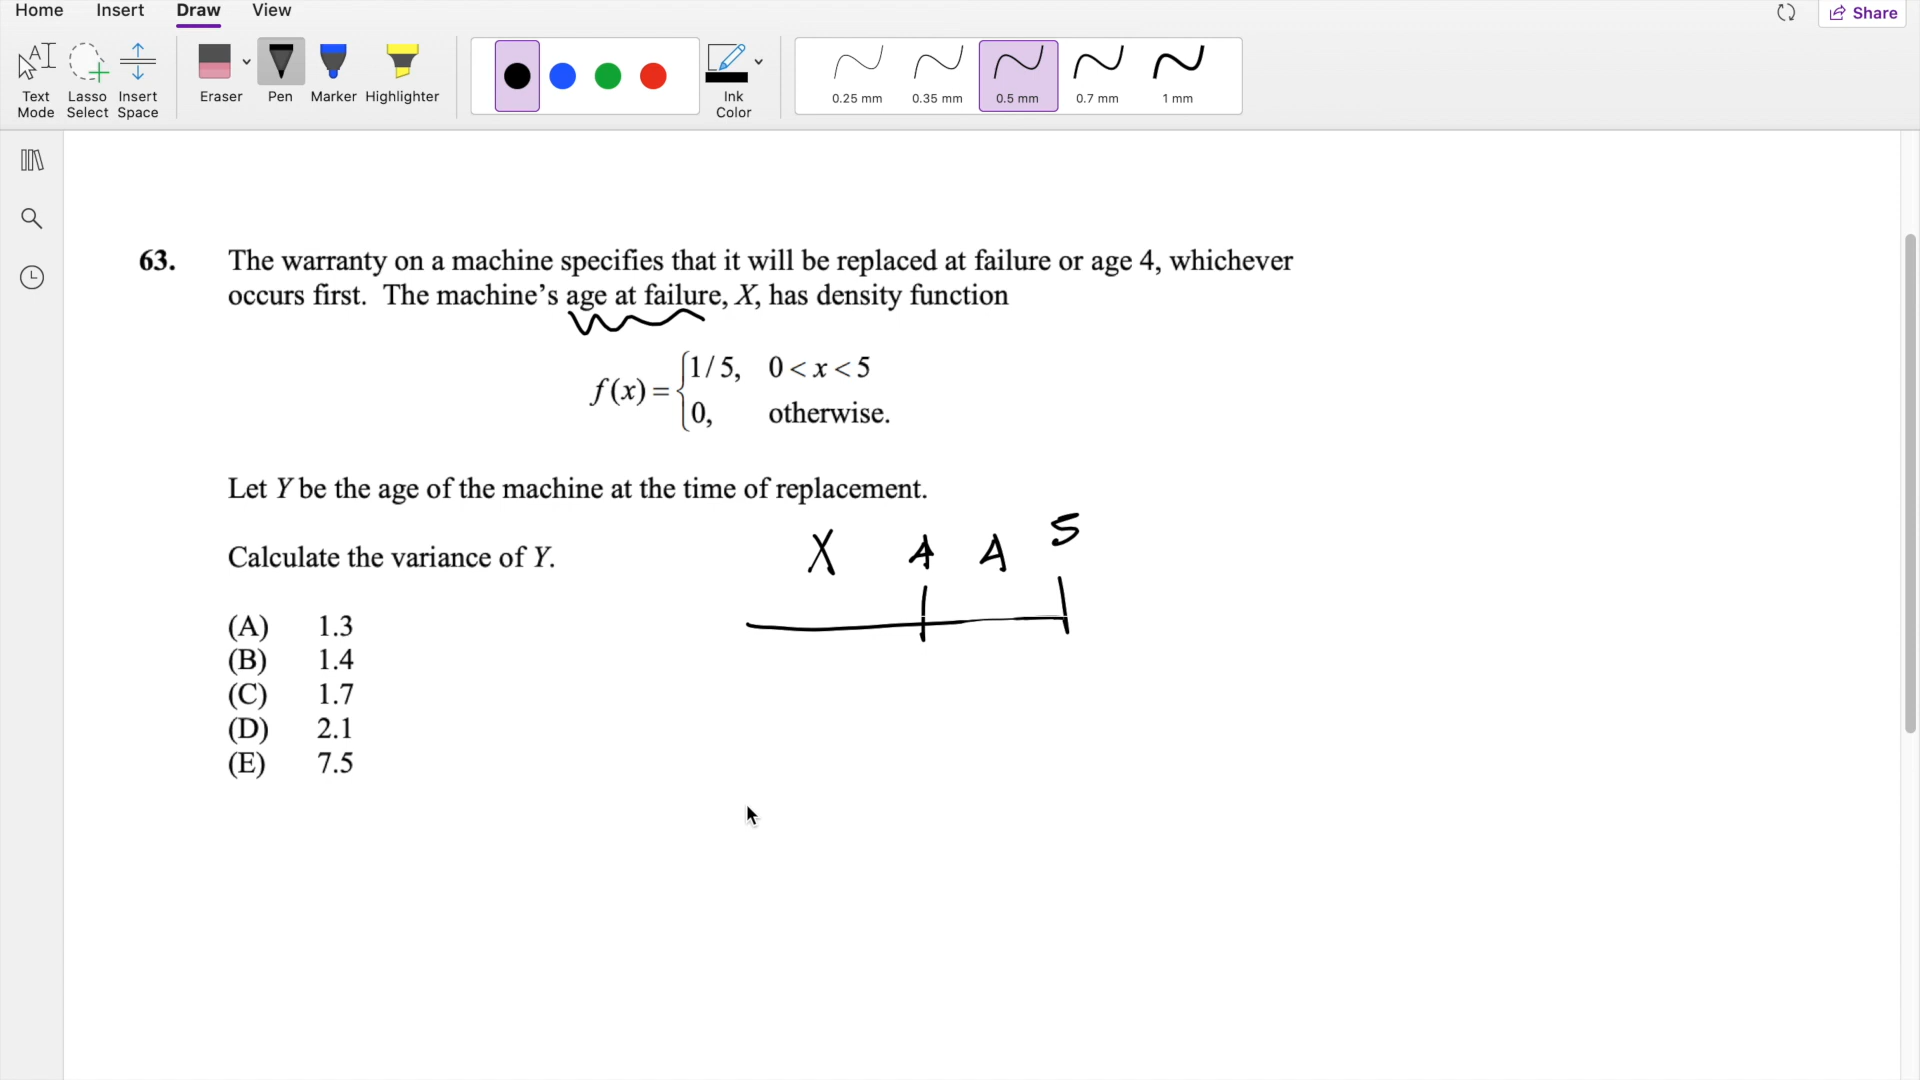 Home Insert Draw View
Share
Text Mode
Lasso Select
Insert Space
Eraser
Pen
Marker
Highlighter
Ink Color
0.25 mm
0.35 mm
0.5 mm
0.7 mm
1 mm
63. The warranty on a machine specifies that it will be replaced at failure or age 4, whichever
occurs first. The machine’s age at failure, X, has density function
f(x) = { 1/5, 0 < x < 5
0, otherwise.
Let Y be the age of the machine at the time of replacement.
X 4 4 5
Calculate the variance of Y.
(A) 1.3
(B) 1.4
(C) 1.7
(D) 2.1
(E) 7.5